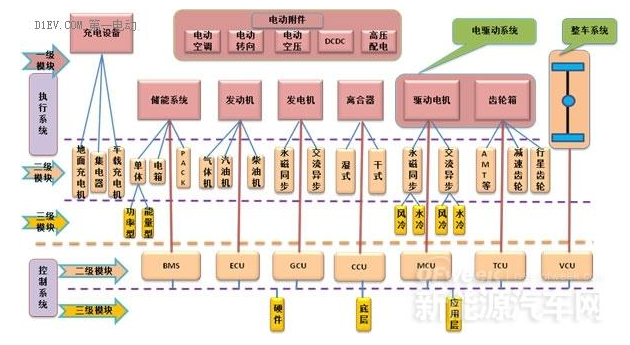 D1EV.COM 第一电动
充电设备
电动附件
电动空调
电动转向
电动空压
DCDC
高压配电
电驱动系统
整车系统
一级模块
执行系统
储能系统
发动机
发电机
离合器
驱动电机
齿轮箱
二级模块
地面充电机
集电器
车载充电机
单体
电箱
PACK
气体机
汽油机
柴油机
永磁同步
交流异步
湿式
干式
永磁同步
交流异步
AMT等
减速齿轮
行星齿轮
三级模块
功率型
能量型
风冷
水冷
风冷
水冷
控制系统
二级模块
BMS
ECU
GCU
CCU
MCU
TCU
VCU
三级模块
硬件
底层
应用层
新能源汽车网